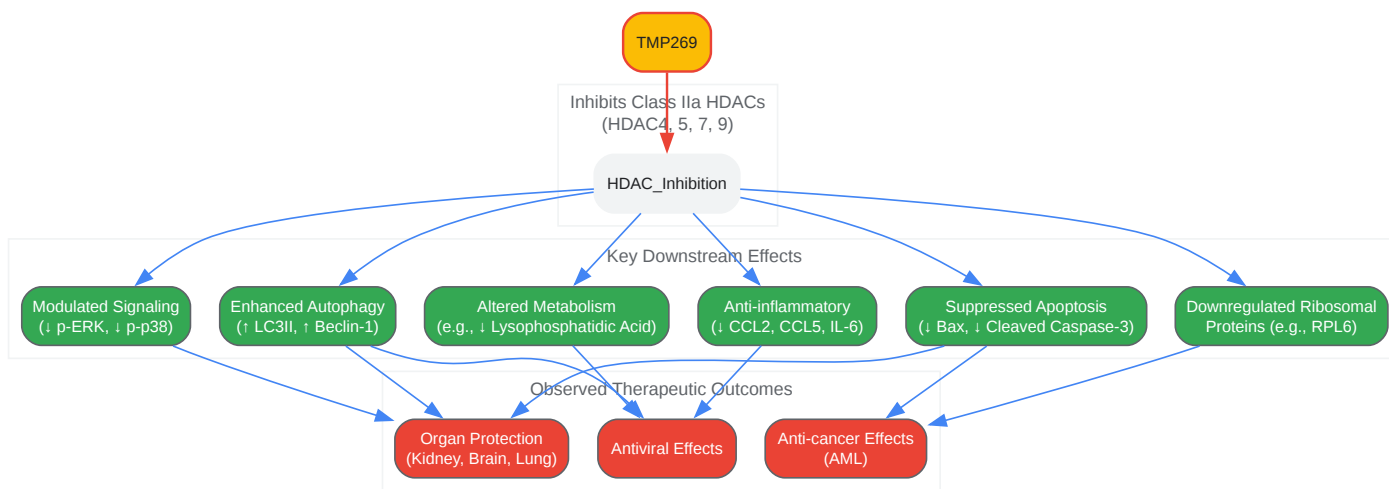 TMP269
Inhibits Class IIa HDACs
(HDAC4, 5, 7, 9)
HDAC_Inhibition
Key Downstream Effects
Modulated Signaling
(↓ p-ERK, ↓ p-p38)
Enhanced Autophagy
(↑ LC3II, ↑ Beclin-1)
Altered Metabolism
(e.g., ↓ Lysophosphatidic Acid)
Anti-inflammatory
(↓ CCL2, CCL5, IL-6)
Suppressed Apoptosis
(↓ Bax, ↓ Cleaved Caspase-3)
Downregulated Ribosomal
Proteins (e.g., RPL6)
Observed Therapeutic Outcomes
Organ Protection
(Kidney, Brain, Lung)
Antiviral Effects
Anti-cancer Effects
(AML)